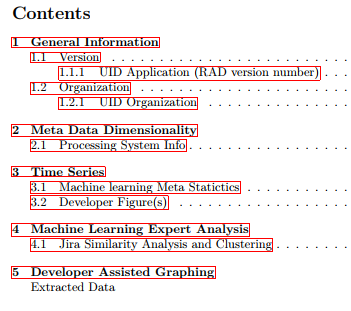 Contents
1 General Information
1.1 Version . . . . . . . . . . . . . . . . . . . . . . . . .
1.1.1 UID Application (RAD version number) . . .
1.2 Organization . . . . . . . . . . . . . . . . . . . . . .
1.2.1 UID Organization . . . . . . . . . . . . . .
2 Meta Data Dimensionality
2.1 Processing System Info . . . . . . . . . . . . . . . . .
3 Time Series
3.1 Machine learning Meta Statictics . . . . . . . . . . .
3.2 Developer Figure(s) . . . . . . . . . . . . . . . . . .
4 Machine Learning Expert Analysis
4.1 Jira Similarity Analysis and Clustering . . . . . . . .
5 Developer Assisted Graphing
Extracted Data